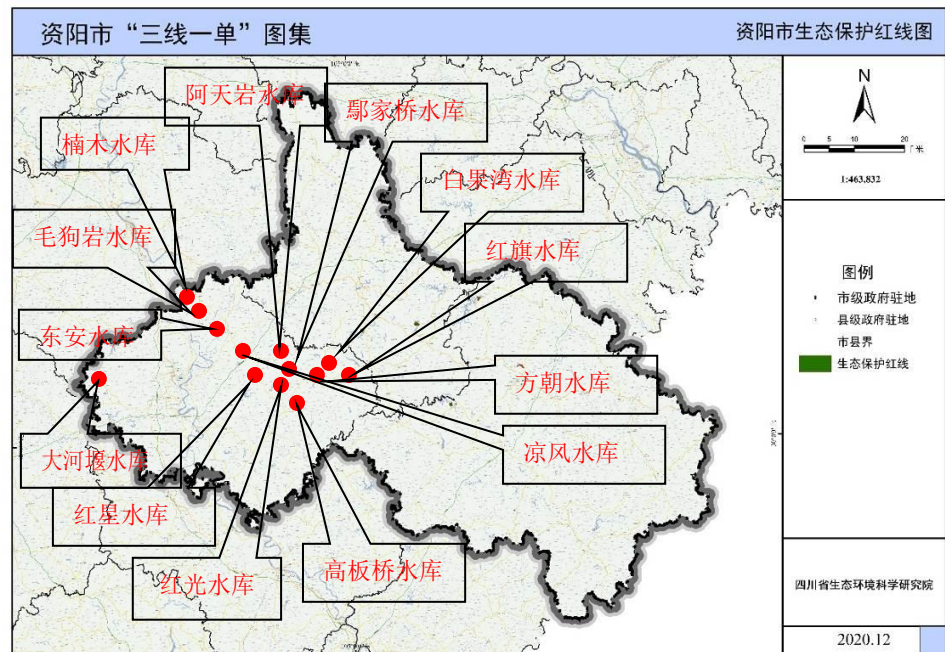 资阳市“三线一单”图集
资阳市生态保护红线图
阿天岩水库
鄢家桥水库
楠木水库
白果湾水库
毛狗岩水库
红旗水库
东安水库
方朝水库
大河堰水库
凉风水库
红星水库
红光水库
高板桥水库
N
0 5 10 20
千米
1:463,832
图例
市级政府驻地
县级政府驻地
市县界
生态保护红线
四川省生态环境科学研究院
2020.12